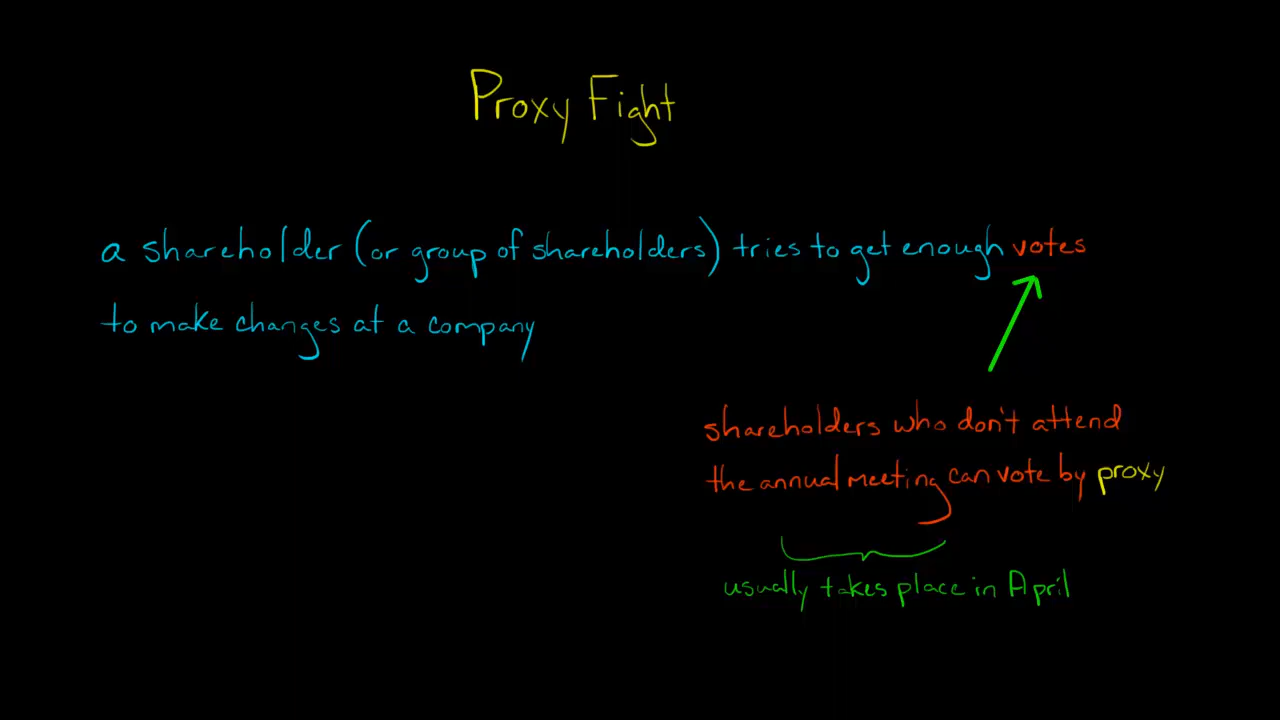 Proxy Fight
a shareholder (or group of shareholders) tries to get enough votes
to make changes at a company
shareholders who don't attend
the annual meeting can vote by proxy
usually takes place in April